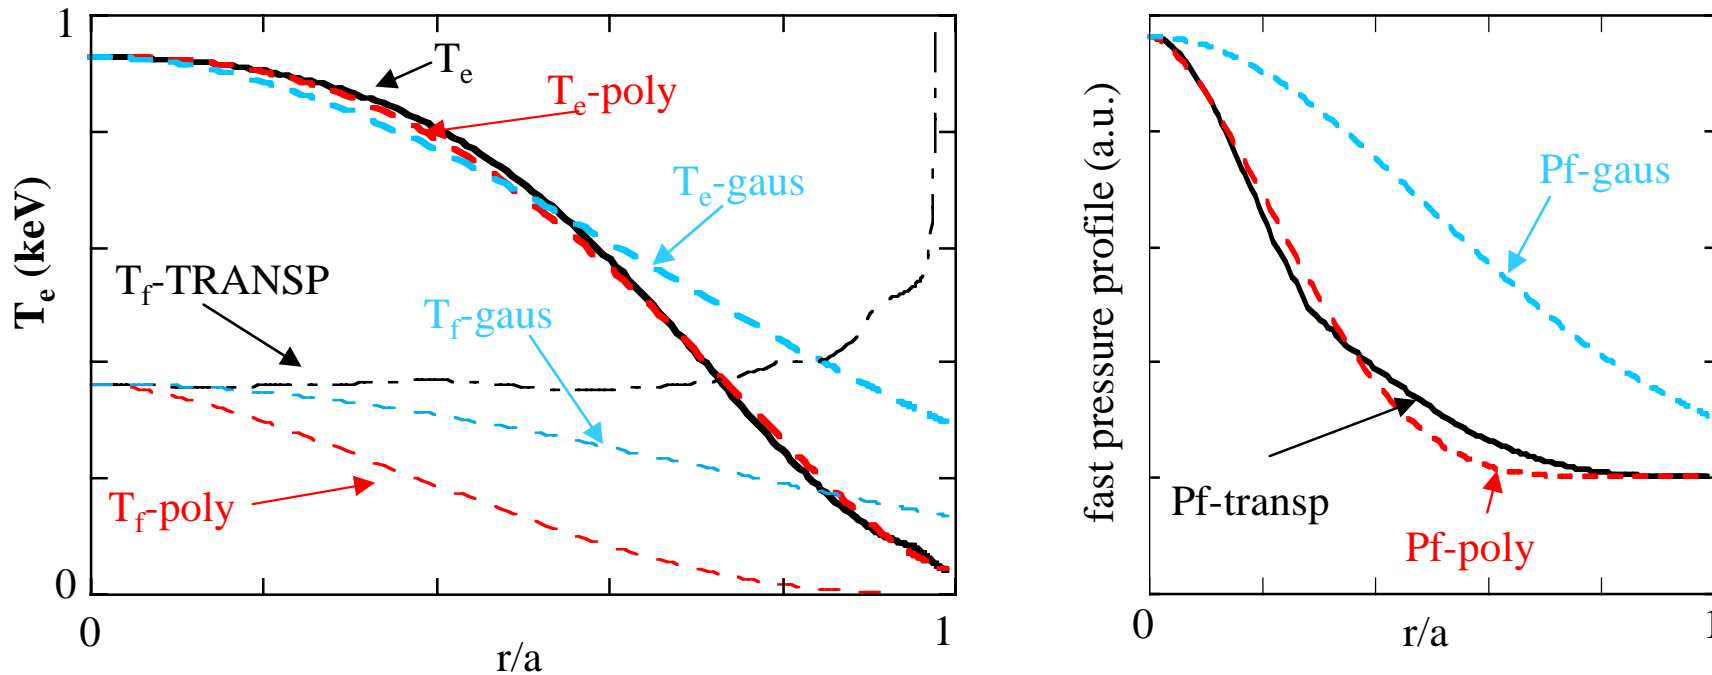 1
T_e
T_e-poly
T_e-gaus
T_f-TRANSP
T_f-gaus
T_f-poly
T_e (keV)
0
0
1
r/a
fast pressure profile (a.u.)
Pf-gaus
Pf-transp
Pf-poly
0
r/a
1